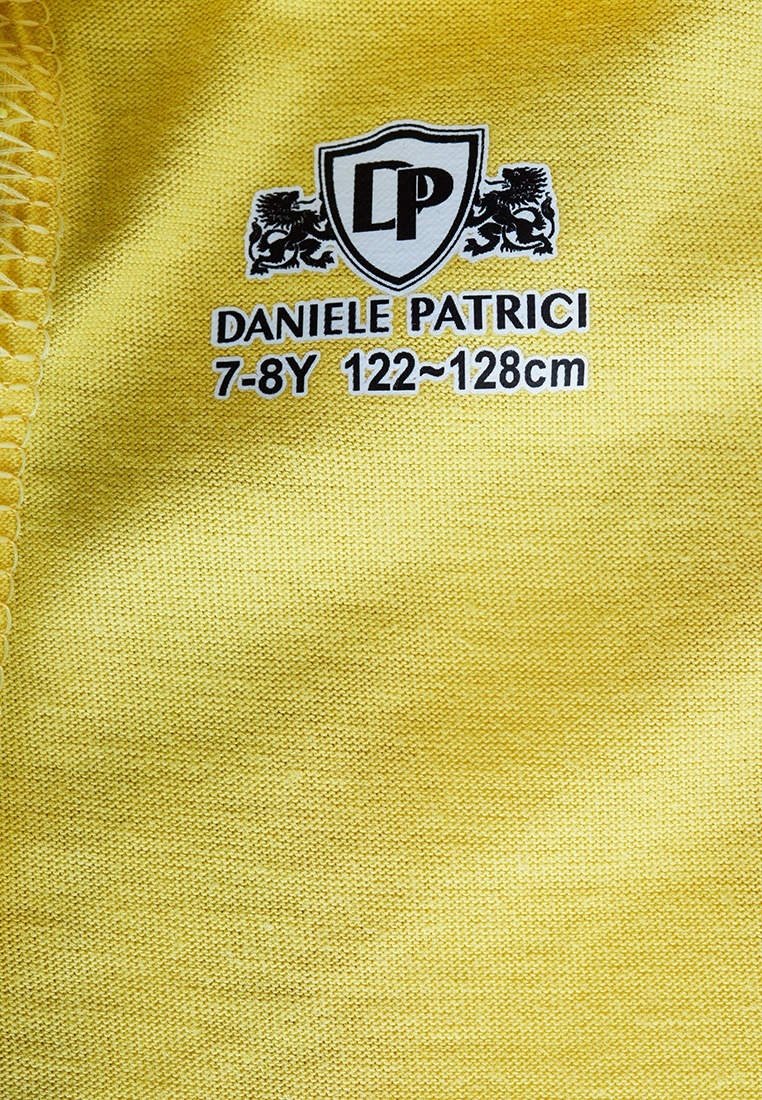 DP
DANIELE PATRICI
7-8Y 122~128cm